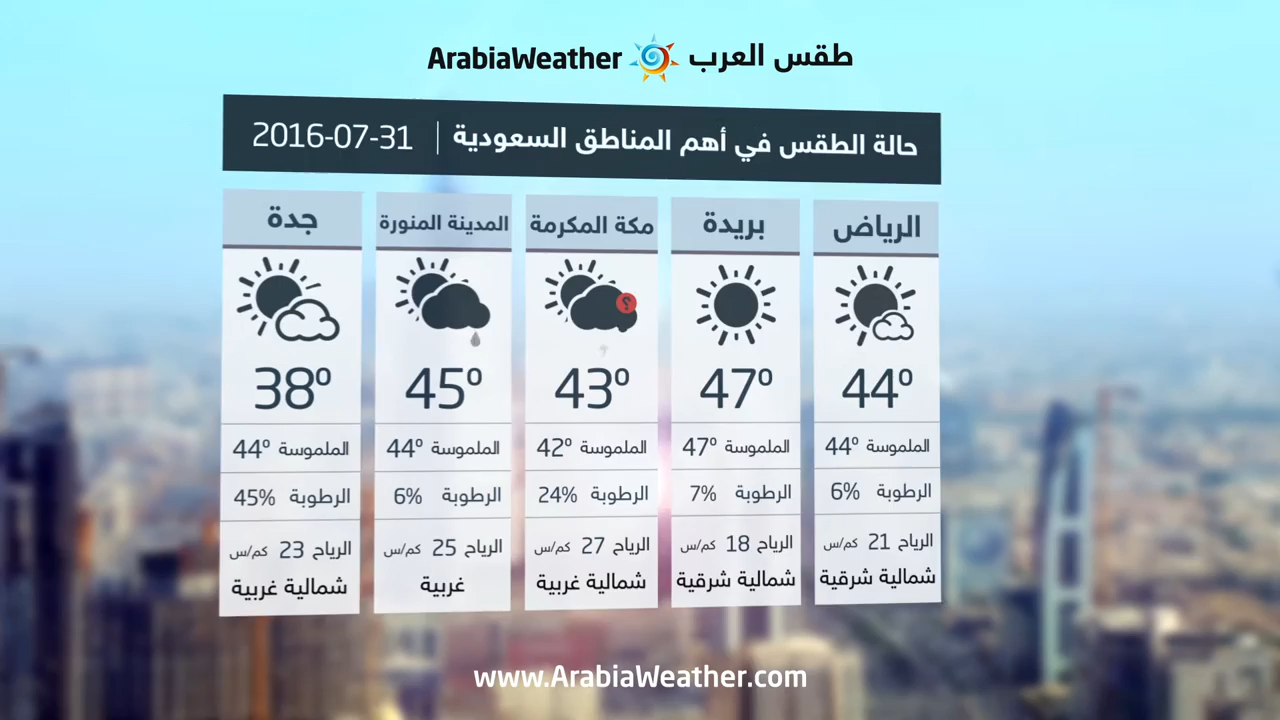 طقس العرب ArabiaWeather
حالة الطقس في أهم المناطق السعودية | 2016-07-31
الرياض
44º
الملموسة 44º
الرطوبة 6%
الرياح 21 كم/س
شمالية شرقية
بريدة
47º
الملموسة 47º
الرطوبة 7%
الرياح 18 كم/س
شمالية شرقية
مكة المكرمة
؟
43º
الملموسة 42º
الرطوبة 24%
الرياح 27 كم/س
شمالية غربية
المدينة المنورة
45º
الملموسة 44º
الرطوبة 6%
الرياح 25 كم/س
غربية
جدة
38º
الملموسة 44º
الرطوبة 45%
الرياح 23 كم/س
شمالية غربية
www.ArabiaWeather.com